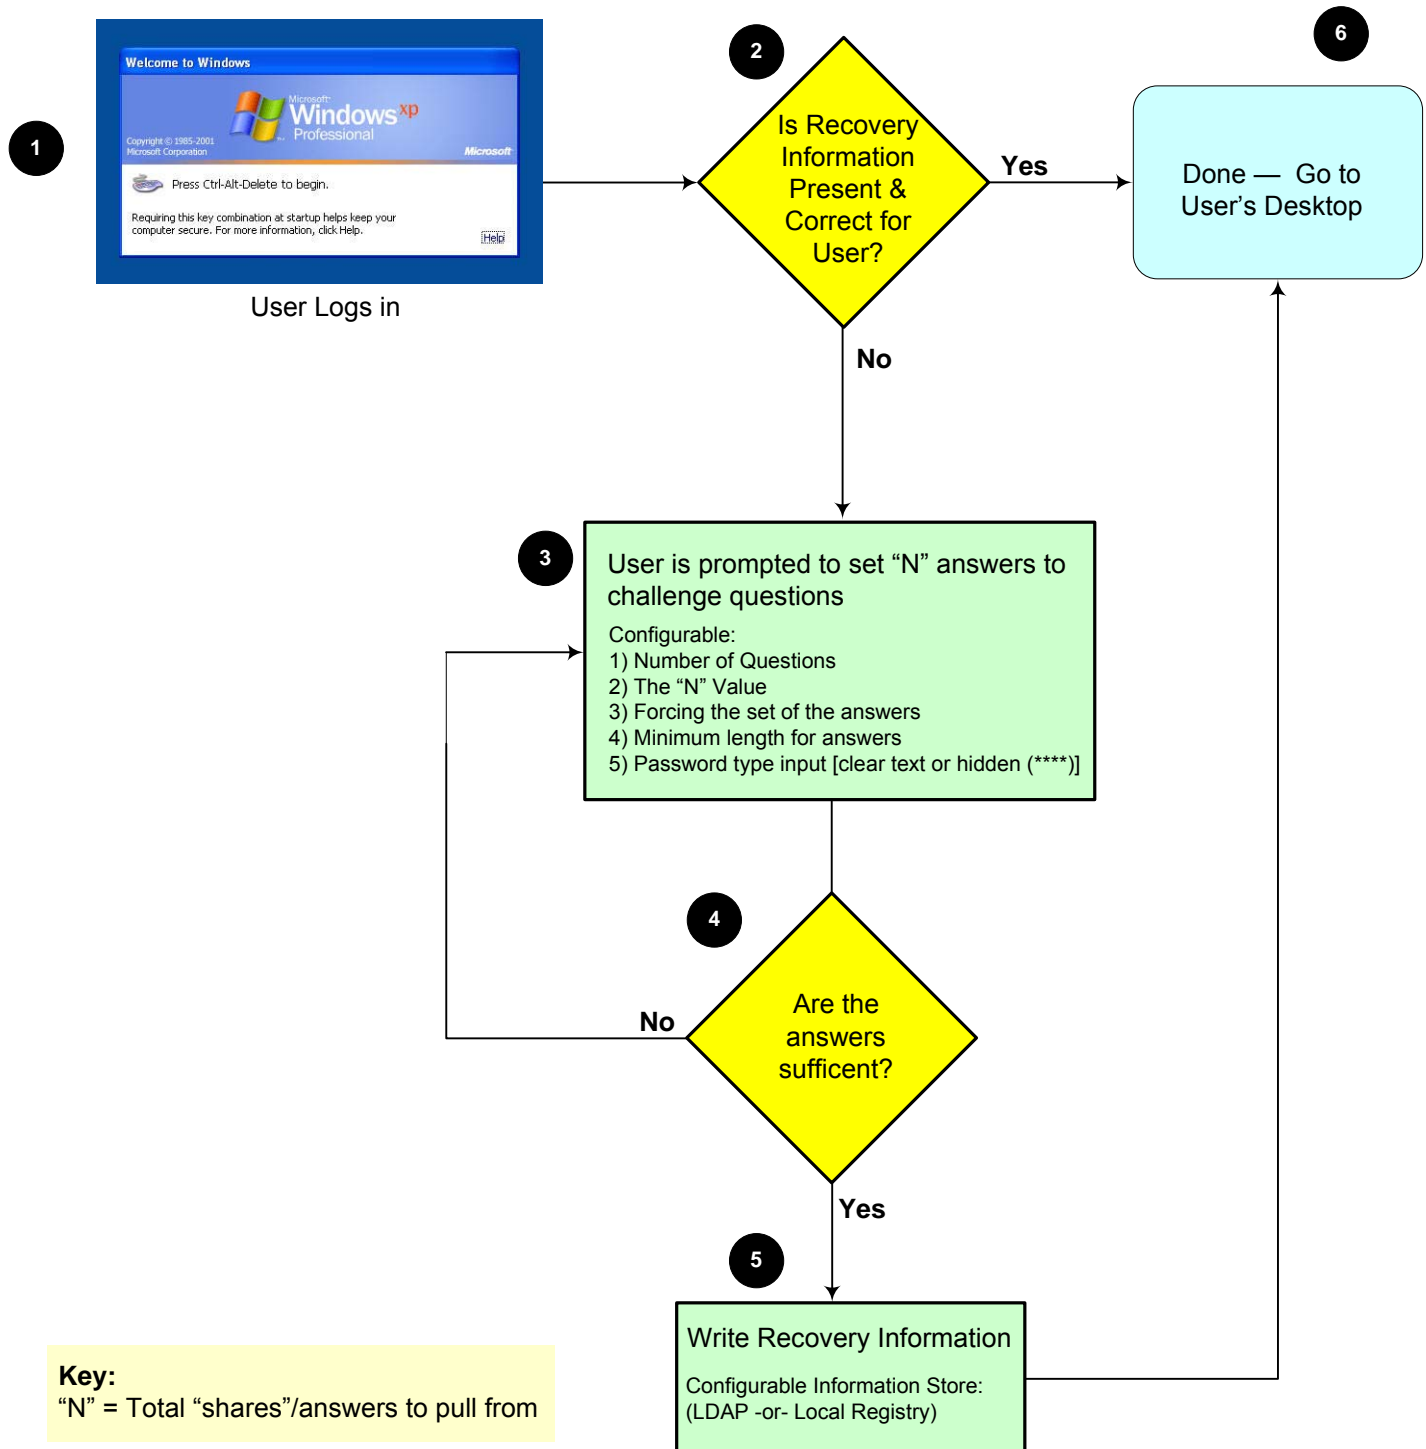 1
Welcome to Windows
Microsoft
Windows xp
Professional
Copyright © 1985-2001
Microsoft Corporation
Microsoft
Press Ctrl-Alt-Delete to begin.
Requiring this key combination at startup helps keep your
computer secure. For more information, click Help.
Help
User Logs in
2
Is Recovery
Information
Present &
Correct for
User?
Yes
No
6
Done — Go to
User’s Desktop
3
User is prompted to set “N” answers to
challenge questions
Configurable:
1) Number of Questions
2) The “N” Value
3) Forcing the set of the answers
4) Minimum length for answers
5) Password type input [clear text or hidden (****)]
4
Are the
answers
sufficent?
No
Yes
5
Write Recovery Information
Configurable Information Store:
(LDAP -or- Local Registry)
Key:
“N” = Total “shares”/answers to pull from